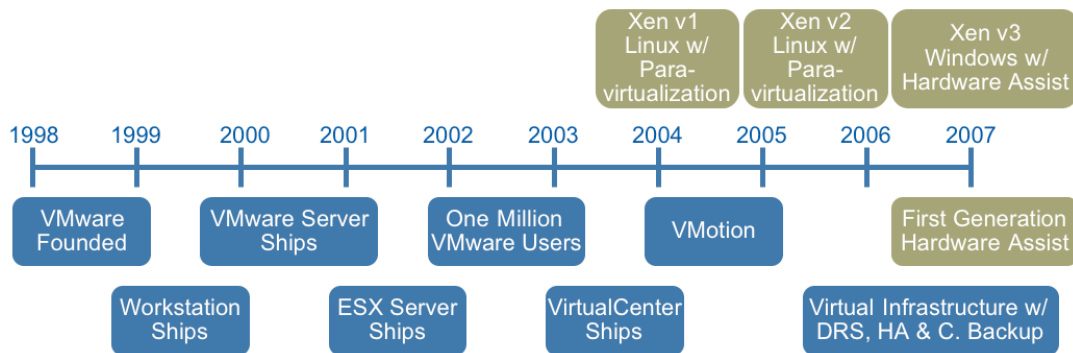 Xen v1
Linux w/
Para-
virtualization
Xen v2
Linux w/
Para-
virtualization
Xen v3
Windows w/
Hardware Assist
1998 1999 2000 2001 2002 2003 2004 2005 2006 2007
VMware
Founded
VMware Server
Ships
One Million
VMware Users
VMotion
First Generation
Hardware Assist
Workstation
Ships
ESX Server
Ships
VirtualCenter
Ships
Virtual Infrastructure w/
DRS, HA & C. Backup